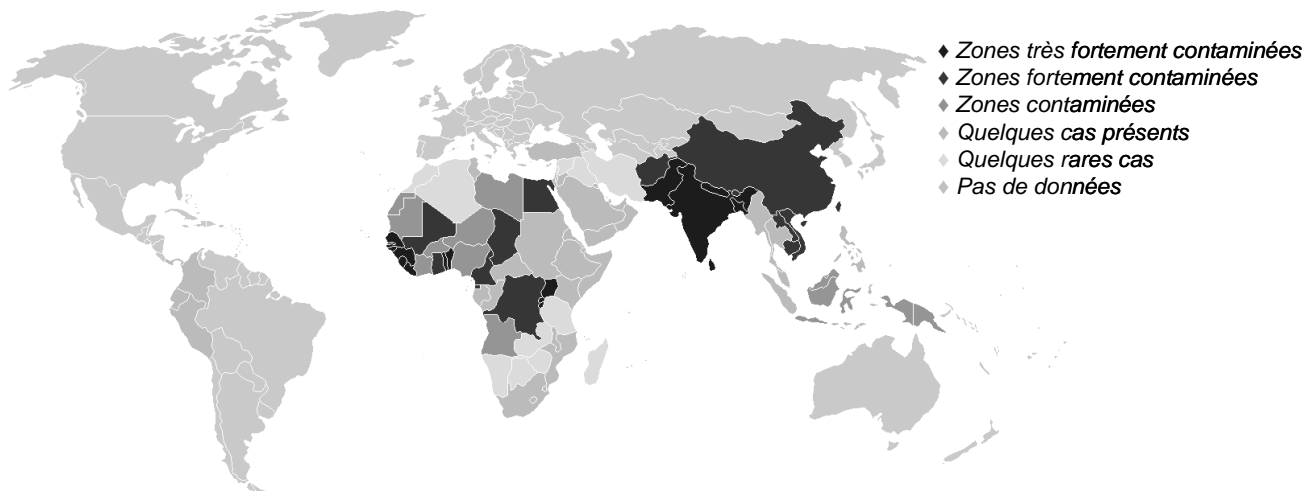 ♦ Zones très fortement contaminées
♦ Zones fortement contaminées
♦ Zones contaminées
♦ Quelques cas présents
♦ Quelques rares cas
♦ Pas de données